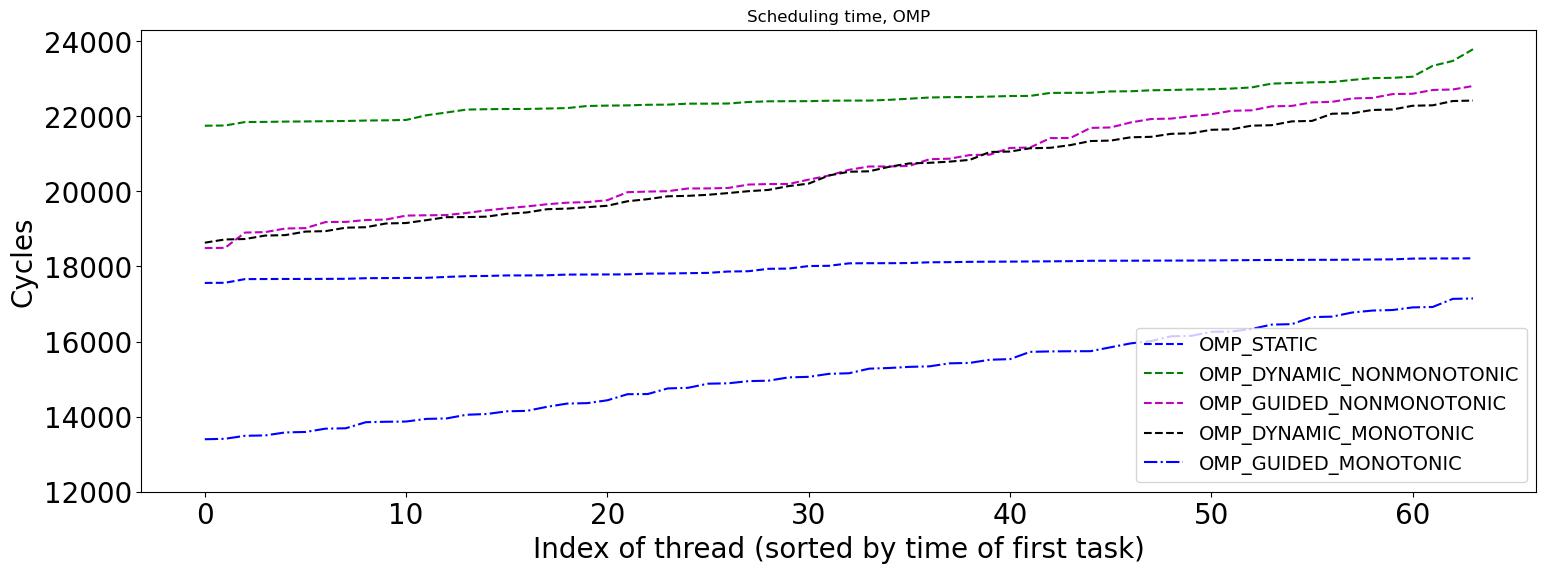 Scheduling time, OMP
Cycles
24000
22000
20000
18000
16000
14000
12000
0 10 20 30 40 50 60
Index of thread (sorted by time of first task)
OMP_STATIC
OMP_DYNAMIC_NONMONOTONIC
OMP_GUIDED_NONMONOTONIC
OMP_DYNAMIC_MONOTONIC
OMP_GUIDED_MONOTONIC